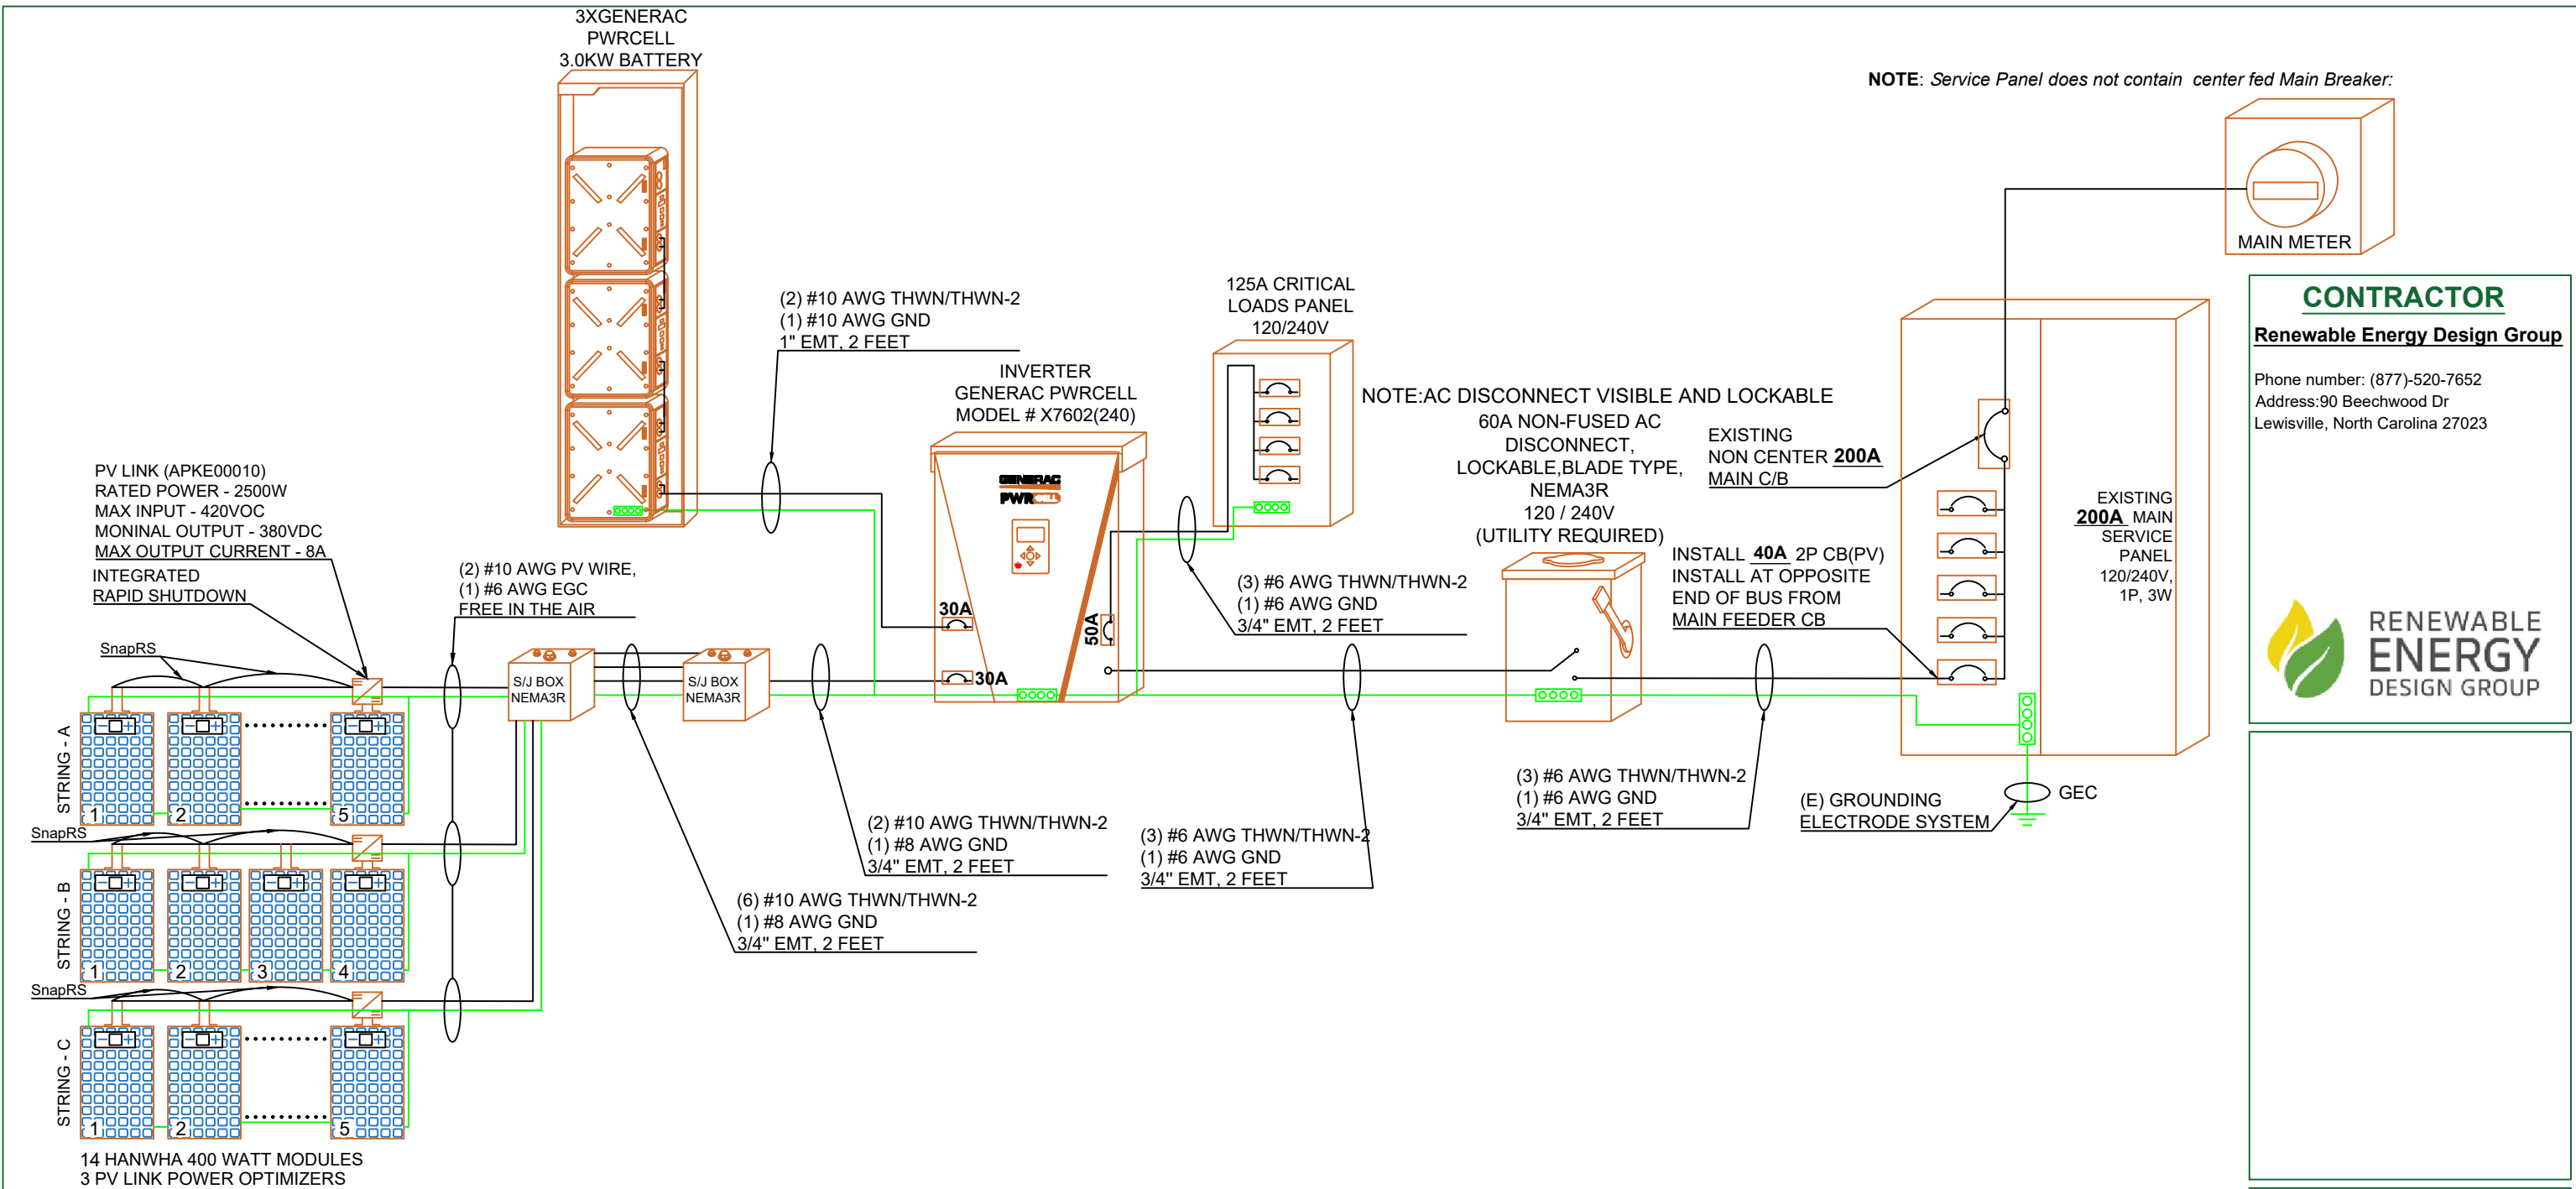 3XGENERAC
PWRCELL
3.0KW BATTERY
NOTE: Service Panel does not contain center fed Main Breaker:
MAIN METER
(2) #10 AWG THWN/THWN-2
(1) #10 AWG GND
1" EMT, 2 FEET
125A CRITICAL
LOADS PANEL
120/240V
INVERTER
GENERAC PWRCELL
MODEL # X7602(240)
GENERAC
PWRCELL
NOTE:AC DISCONNECT VISIBLE AND LOCKABLE
60A NON-FUSED AC
DISCONNECT,
LOCKABLE,BLADE TYPE,
NEMA3R
120 / 240V
(UTILITY REQUIRED)
EXISTING
NON CENTER 200A
MAIN C/B
INSTALL 40A 2P CB(PV)
INSTALL AT OPPOSITE
END OF BUS FROM
MAIN FEEDER CB
EXISTING
200A MAIN
SERVICE
PANEL
120/240V,
1P, 3W
CONTRACTOR
Renewable Energy Design Group
Phone number: (877)-520-7652
Address:90 Beechwood Dr
Lewisville, North Carolina 27023
RENEWABLE
ENERGY
DESIGN GROUP
PV LINK (APKE00010)
RATED POWER - 2500W
MAX INPUT - 420VOC
MONINAL OUTPUT - 380VDC
MAX OUTPUT CURRENT - 8A
INTEGRATED
RAPID SHUTDOWN
(2) #10 AWG PV WIRE,
(1) #6 AWG EGC
FREE IN THE AIR
30A
30A
50A
(3) #6 AWG THWN/THWN-2
(1) #6 AWG GND
3/4" EMT, 2 FEET
S/J BOX
NEMA3R
S/J BOX
NEMA3R
SnapRS
STRING - A
1
2
5
SnapRS
STRING - B
1
2
3
4
SnapRS
STRING - C
1
2
5
(2) #10 AWG THWN/THWN-2
(1) #8 AWG GND
3/4" EMT, 2 FEET
(6) #10 AWG THWN/THWN-2
(1) #8 AWG GND
3/4" EMT, 2 FEET
(3) #6 AWG THWN/THWN-2
(1) #6 AWG GND
3/4" EMT, 2 FEET
(3) #6 AWG THWN/THWN-2
(1) #6 AWG GND
3/4" EMT, 2 FEET
(E) GROUNDING
ELECTRODE SYSTEM
GEC
14 HANWHA 400 WATT MODULES
3 PV LINK POWER OPTIMIZERS